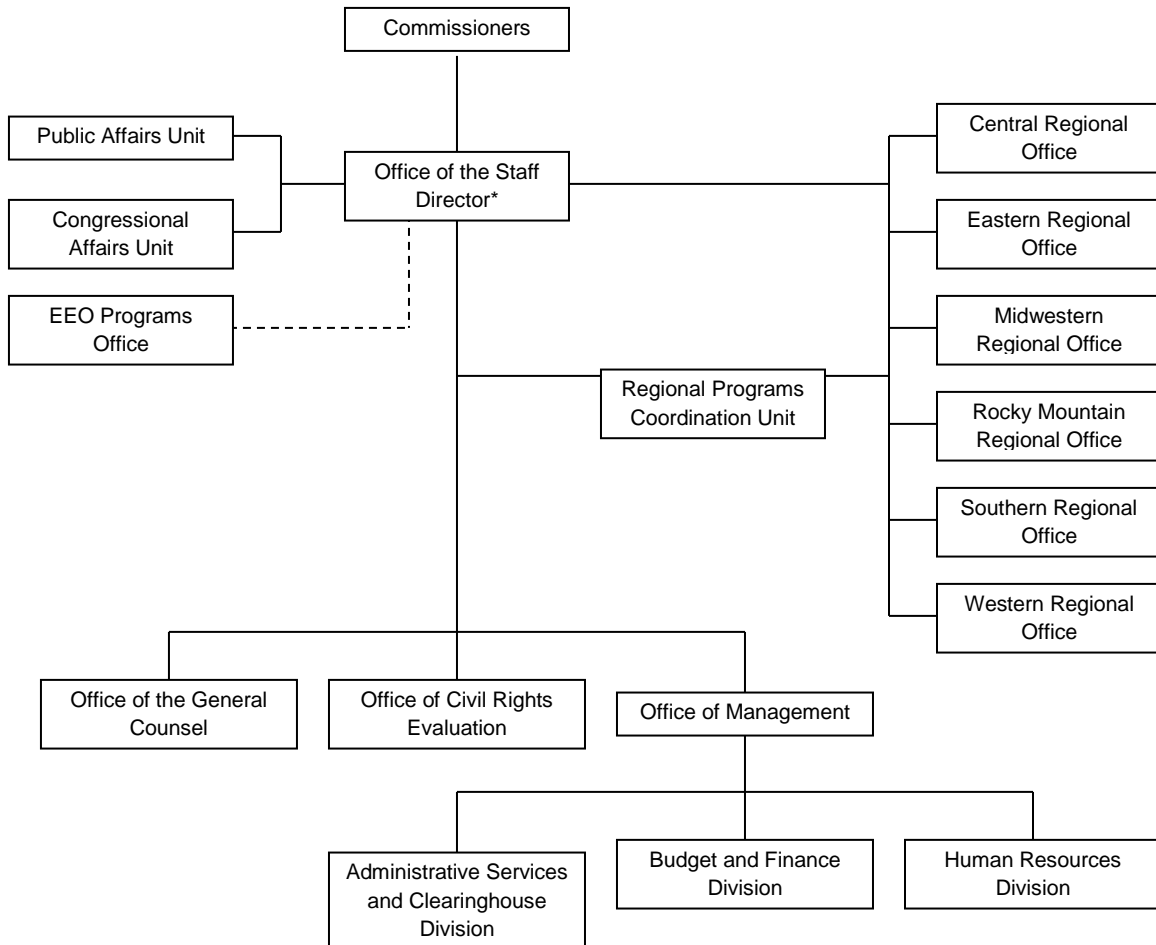 Commissioners
Public Affairs Unit
Central Regional
Office
Office of the Staff
Director*
Congressional
Affairs Unit
Eastern Regional
Office
EEO Programs
Office
Midwestern
Regional Office
Regional Programs
Coordination Unit
Rocky Mountain
Regional Office
Southern Regional
Office
Western Regional
Office
Office of the General
Counsel
Office of Civil Rights
Evaluation
Office of Management
Administrative Services
and Clearinghouse
Division
Budget and Finance
Division
Human Resources
Division